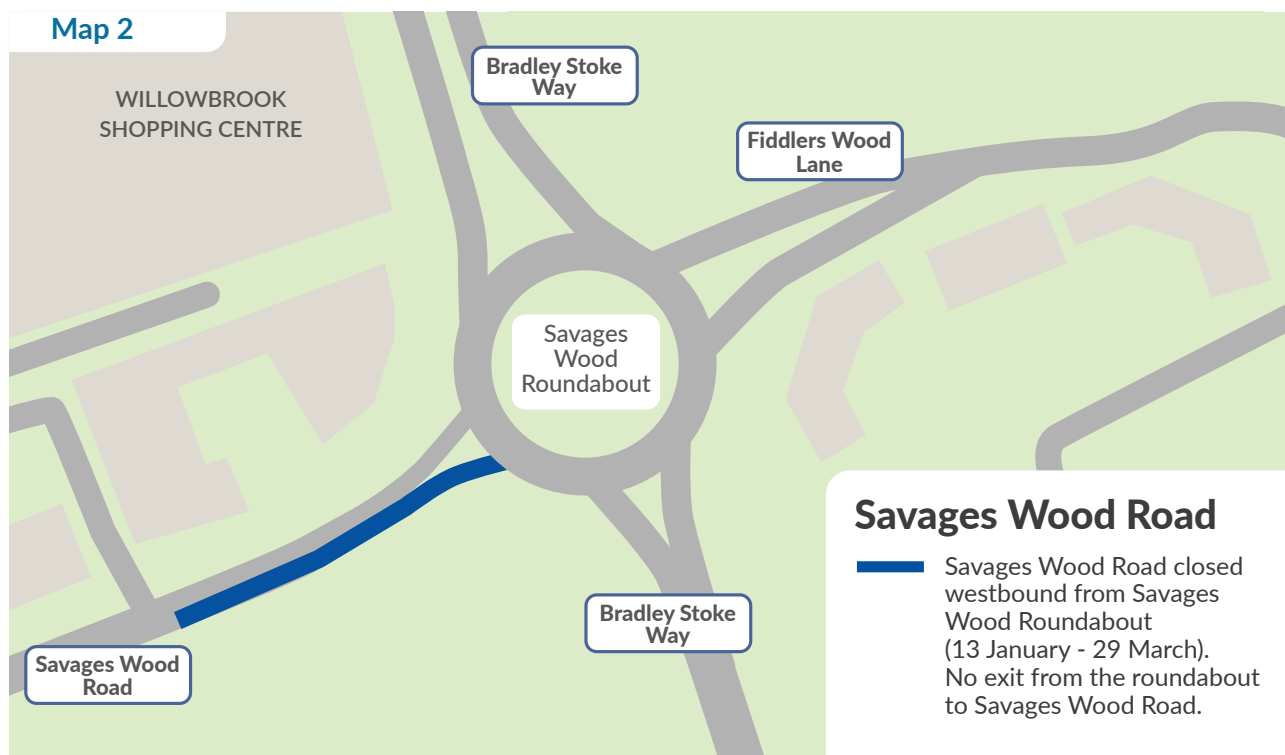 Map 2
WILLOWBROOK
SHOPPING CENTRE
Bradley Stoke
Way
Fiddlers Wood
Lane
Savages
Wood
Roundabout
Bradley Stoke
Way
Savages Wood
Road
Savages Wood Road
Savages Wood Road closed
westbound from Savages
Wood Roundabout
(13 January - 29 March).
No exit from the roundabout
to Savages Wood Road.